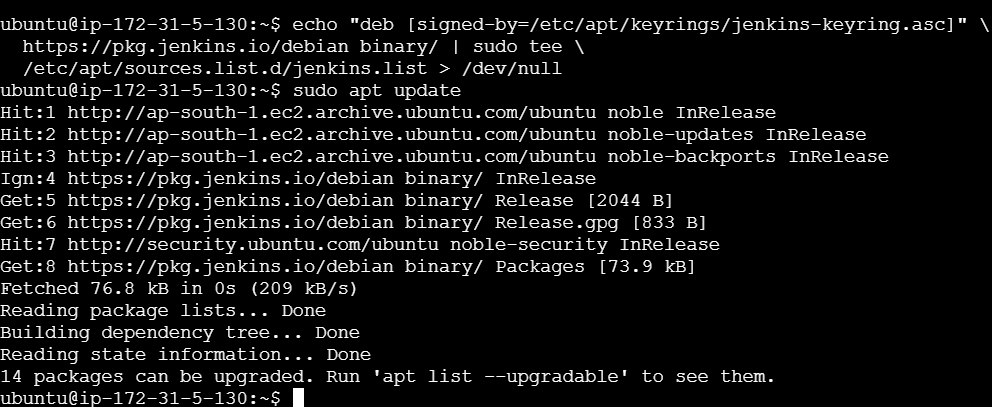 ubuntu@ip-172-31-5-130:~$ echo "deb [signed-by=/etc/apt/keyrings/jenkins-keyring.asc]" \
  https://pkg.jenkins.io/debian binary/ | sudo tee \
  /etc/apt/sources.list.d/jenkins.list > /dev/null
ubuntu@ip-172-31-5-130:~$ sudo apt update
Hit:1 http://ap-south-1.ec2.archive.ubuntu.com/ubuntu noble InRelease
Hit:2 http://ap-south-1.ec2.archive.ubuntu.com/ubuntu noble-updates InRelease
Hit:3 http://ap-south-1.ec2.archive.ubuntu.com/ubuntu noble-backports InRelease
Ign:4 https://pkg.jenkins.io/debian binary/ InRelease
Get:5 https://pkg.jenkins.io/debian binary/ Release [2044 B]
Get:6 https://pkg.jenkins.io/debian binary/ Release.gpg [833 B]
Hit:7 http://security.ubuntu.com/ubuntu noble-security InRelease
Get:8 https://pkg.jenkins.io/debian binary/ Packages [73.9 kB]
Fetched 76.8 kB in 0s (209 kB/s)
Reading package lists... Done
Building dependency tree... Done
Reading state information... Done
14 packages can be upgraded. Run 'apt list --upgradable' to see them.
ubuntu@ip-172-31-5-130:~$